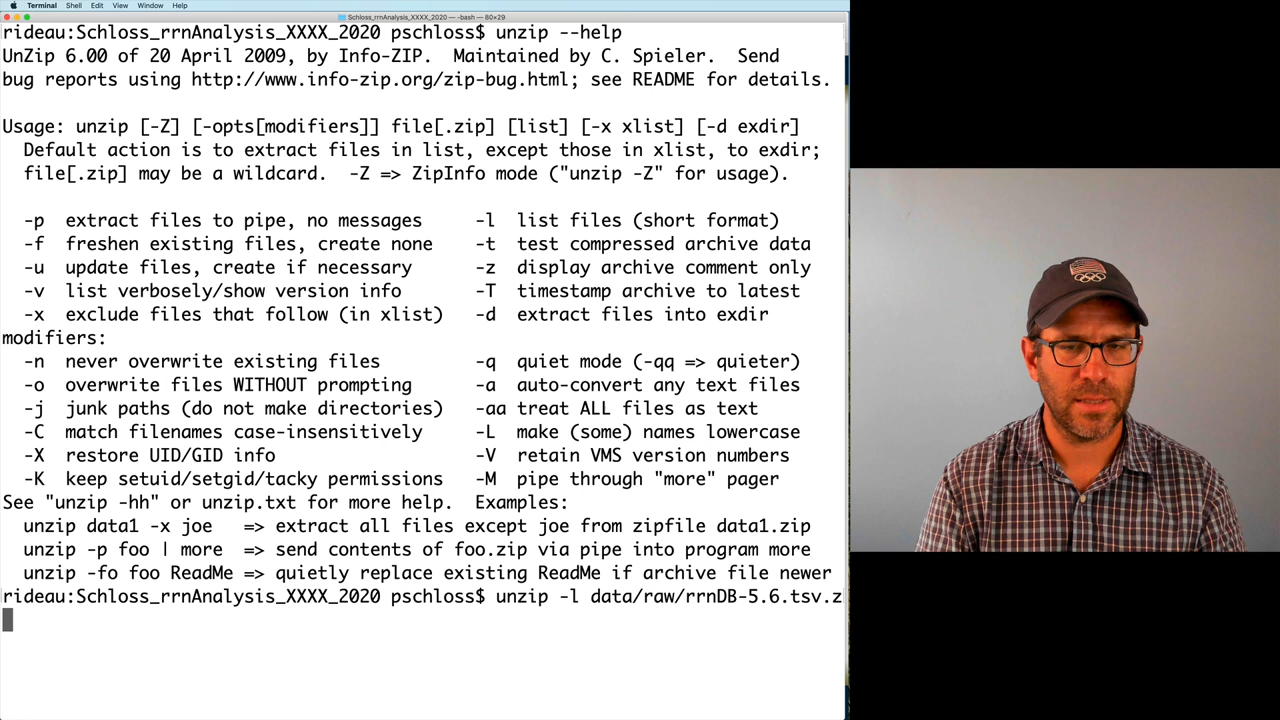 Terminal Shell Edit View Window Help
Schloss_rrnAnalysis_XXXX_2020 — -bash — 80×29
rideau:Schloss_rrnAnalysis_XXXX_2020 pschloss$ unzip --help
UnZip 6.00 of 20 April 2009, by Info-ZIP.  Maintained by C. Spieler.  Send
bug reports using http://www.info-zip.org/zip-bug.html; see README for details.
Usage: unzip [-Z] [-opts[modifiers]] file[.zip] [list] [-x xlist] [-d exdir]
  Default action is to extract files in list, except those in xlist, to exdir;
  file[.zip] may be a wildcard.  -Z => ZipInfo mode ("unzip -Z" for usage).
  -p  extract files to pipe, no messages     -l  list files (short format)
  -f  freshen existing files, create none    -t  test compressed archive data
  -u  update files, create if necessary      -z  display archive comment only
  -v  list verbosely/show version info       -T  timestamp archive to latest
  -x  exclude files that follow (in xlist)   -d  extract files into exdir
modifiers:
  -n  never overwrite existing files         -q  quiet mode (-qq => quieter)
  -o  overwrite files WITHOUT prompting      -a  auto-convert any text files
  -j  junk paths (do not make directories)   -aa treat ALL files as text
  -C  match filenames case-insensitively     -L  make (some) names lowercase
  -X  restore UID/GID info                   -V  retain VMS version numbers
  -K  keep setuid/setgid/tacky permissions   -M  pipe through "more" pager
See "unzip -hh" or unzip.txt for more help.  Examples:
  unzip data1 -x joe   => extract all files except joe from zipfile data1.zip
  unzip -p foo | more  => send contents of foo.zip via pipe into program more
  unzip -fo foo ReadMe => quietly replace existing ReadMe if archive file newer
rideau:Schloss_rrnAnalysis_XXXX_2020 pschloss$ unzip -l data/raw/rrnDB-5.6.tsv.z